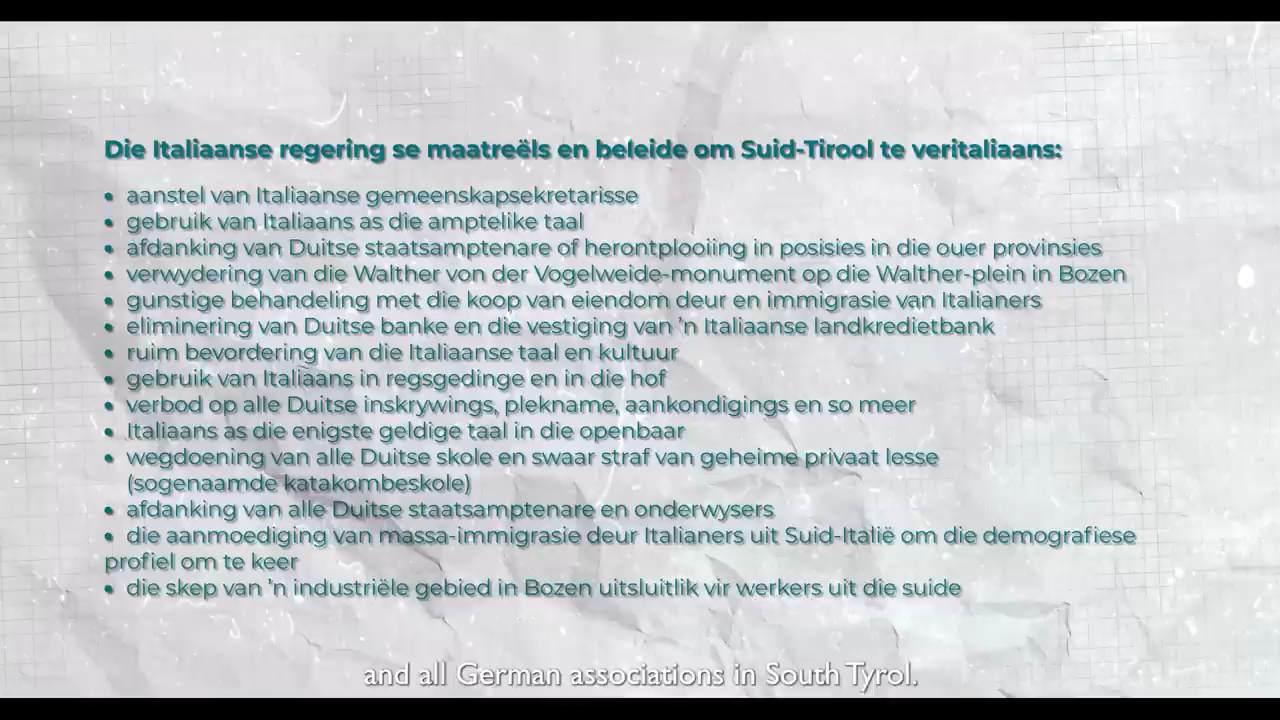 Die Italiaanse regering se maatreëls en beleide om Suid-Tirool te veritaliaans:
• aanstel van Italiaanse gemeenskapsekretarisse
• gebruik van Italiaans as die amptelike taal
• afdanking van Duitse staatsamptenare of herontplooiing in posisies in die ouer provinsies
• verwydering van die Walther von der Vogelweide-monument op die Walther-plein in Bozen
• gunstige behandeling met die koop van eiendom deur en immigrasie van Italianers
• eliminering van Duitse banke en die vestiging van 'n Italiaanse landkredietbank
• ruim bevordering van die Italiaanse taal en kultuur
• gebruik van Italiaans in regsgedinge en in die hof
• verbod op alle Duitse inskrywings, plekname, aankondigings en so meer
• Italiaans as die enigste geldige taal in die openbaar
• wegdoening van alle Duitse skole en swaar straf van geheime privaat lesse
(sogenaamde katakombeskole)
• afdanking van alle Duitse staatsamptenare en onderwysers
• die aanmoediging van massa-immigrasie deur Italianers uit Suid-Italië om die demografiese
profiel om te keer
• die skep van 'n industriële gebied in Bozen uitsluitlik vir werkers uit die suide
and all German associations in South Tyrol.